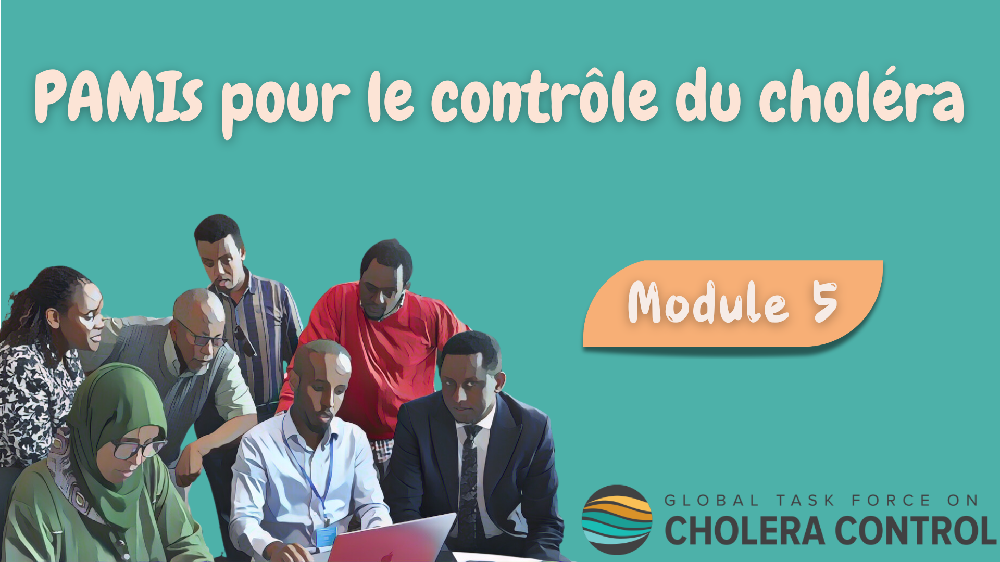 PAMIs pour le contrôle du choléra
Module 5
GLOBAL TASK FORCE ON
CHOLERA CONTROL